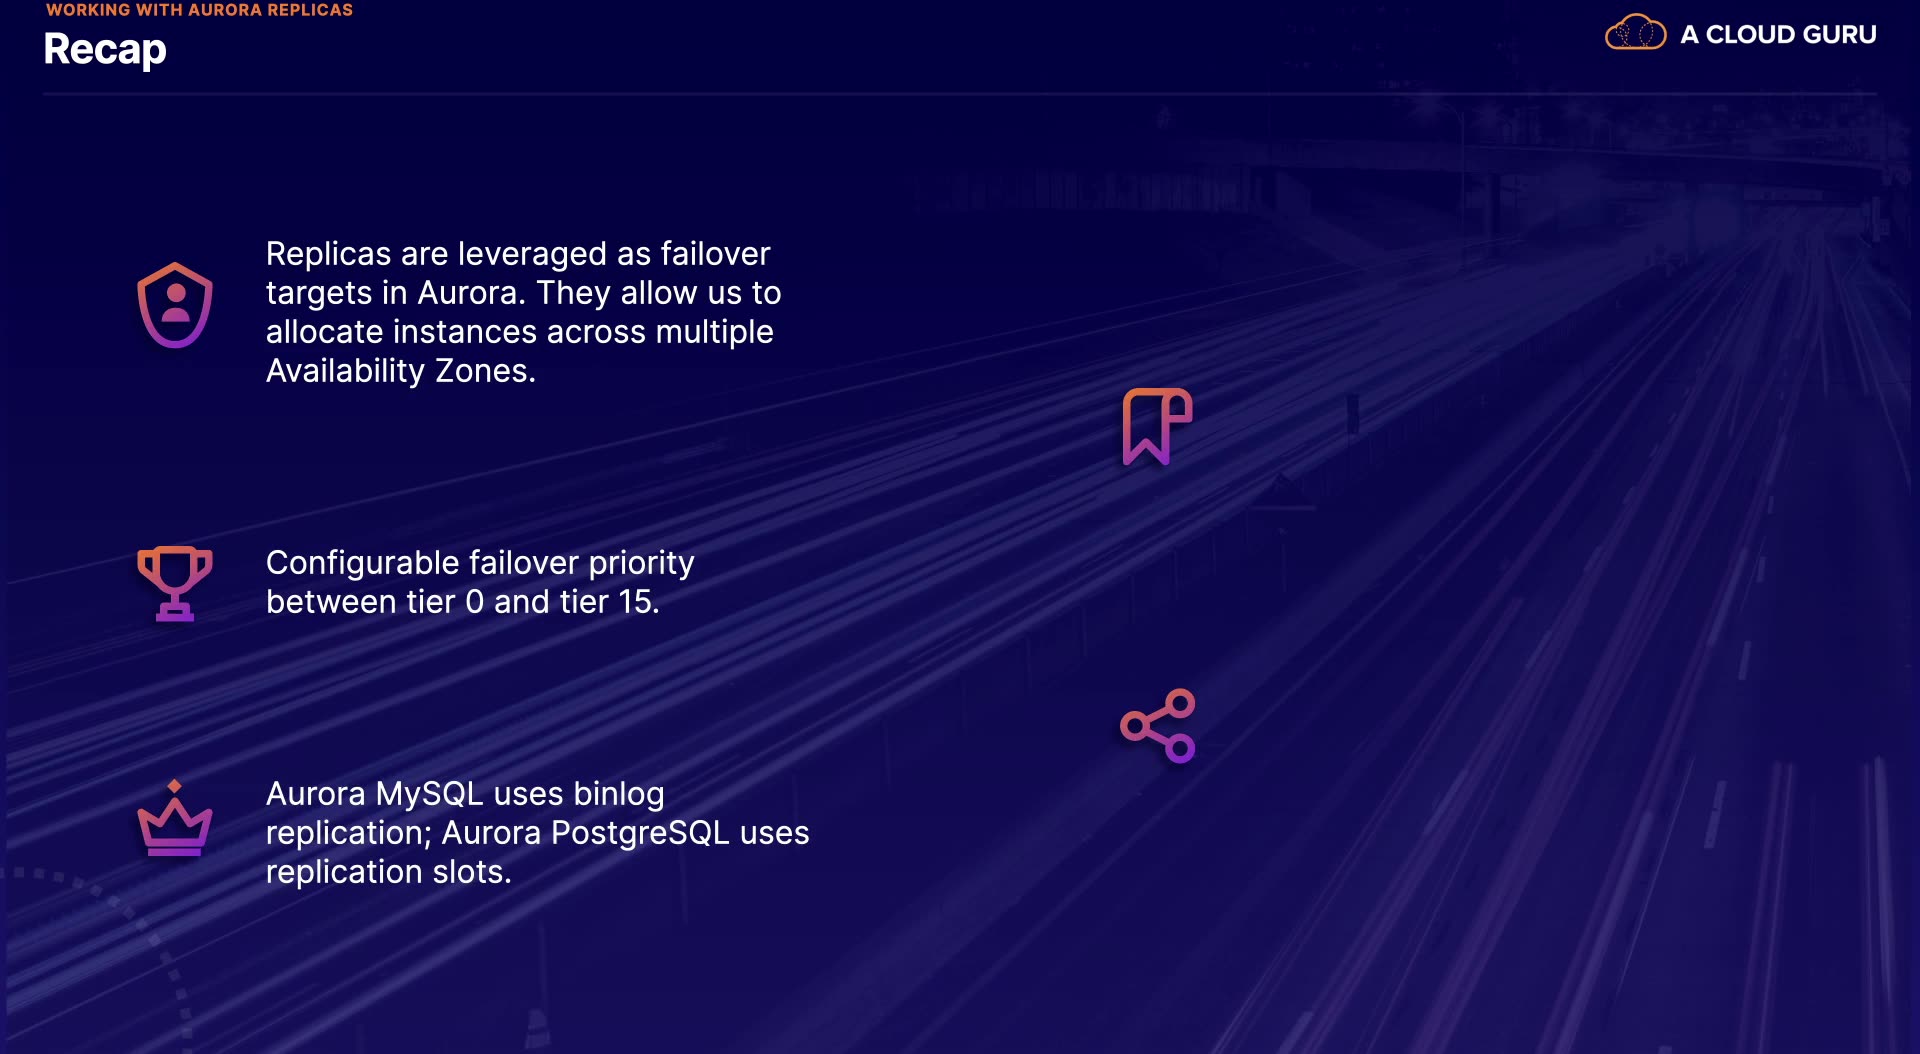 WORKING WITH AURORA REPLICAS
Recap
A CLOUD GURU
Replicas are leveraged as failover
targets in Aurora. They allow us to
allocate instances across multiple
Availability Zones.
Configurable failover priority
between tier 0 and tier 15.
Aurora MySQL uses binlog
replication; Aurora PostgreSQL uses
replication slots.